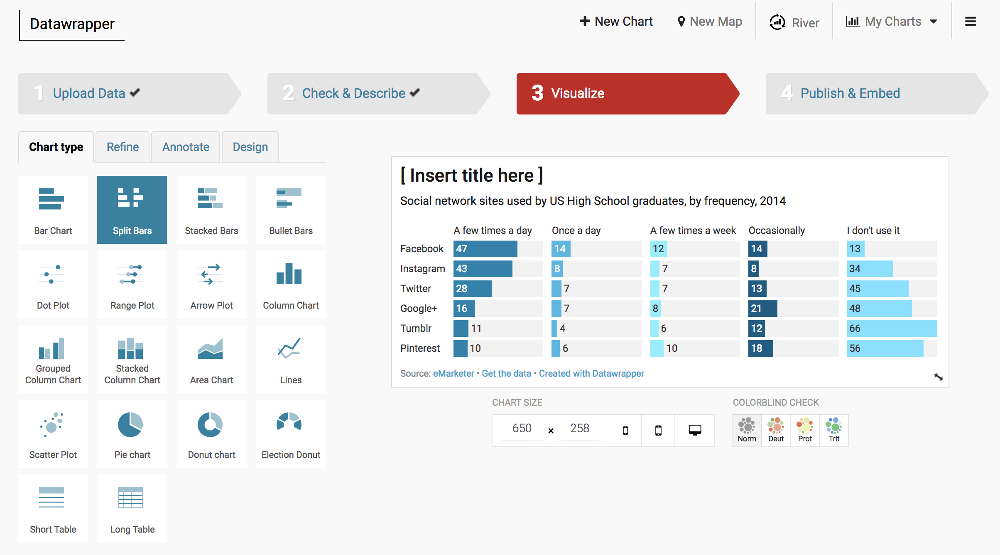 Datawrapper
New Chart
New Map
River
My Charts
1 Upload Data
2 Check & Describe
3 Visualize
4 Publish & Embed
Chart type
Refine
Annotate
Design
Bar Chart
Split Bars
Stacked Bars
Bullet Bars
Dot Plot
Range Plot
Arrow Plot
Column Chart
Grouped
Column Chart
Stacked
Column Chart
Area Chart
Lines
Scatter Plot
Pie chart
Donut chart
Election Donut
Short Table
Long Table
[ Insert title here ]
Social network sites used by US High School graduates, by frequency, 2014
A few times a day Once a day A few times a week Occasionally I don't use it
Facebook 47 14 12 14 13
Instagram 43 8 7 8 34
Twitter 28 7 7 13 45
Google+ 16 7 8 21 48
Tumblr 11 4 6 12 66
Pinterest 10 6 10 18 56
Source: eMarketer • Get the data • Created with Datawrapper
CHART SIZE
650 × 258
COLORBLIND CHECK
Norm
Deut
Prot
Trit